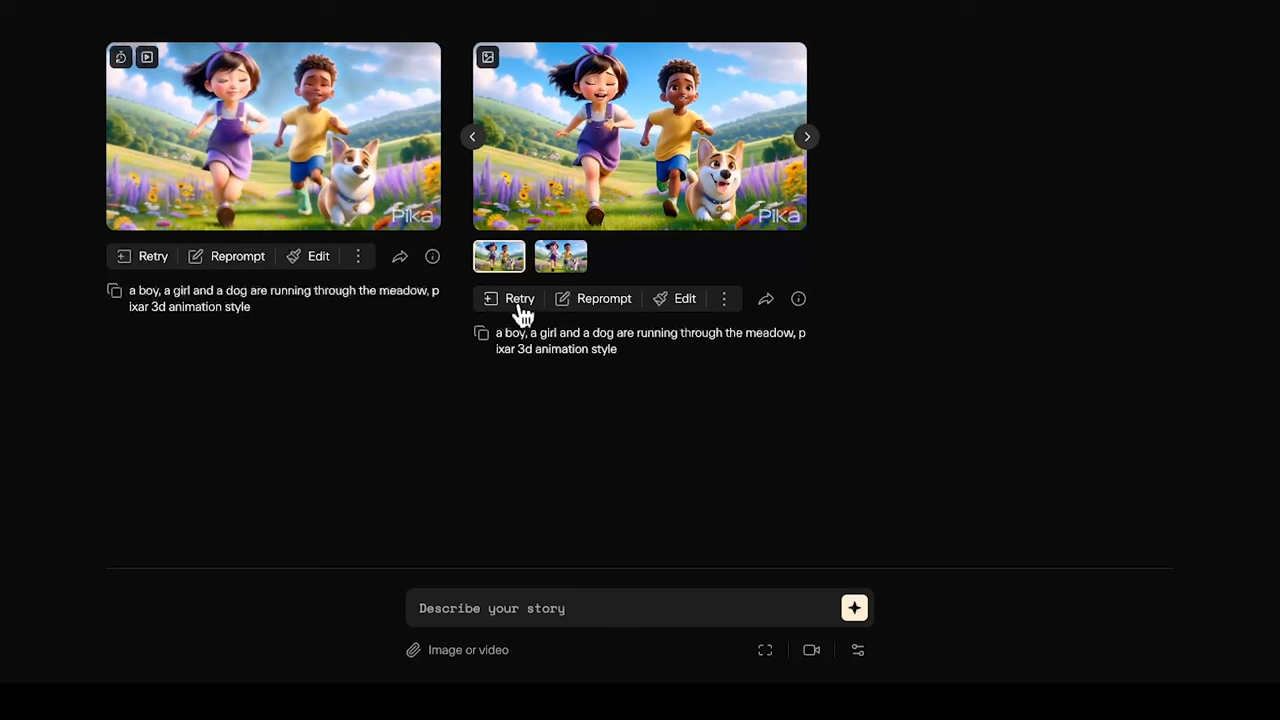 Pika
Pika
Retry Reprompt Edit
a boy, a girl and a dog are running through the meadow, p
ixar 3d animation style
Retry Reprompt Edit
a boy, a girl and a dog are running through the meadow, p
ixar 3d animation style
Describe your story
Image or video